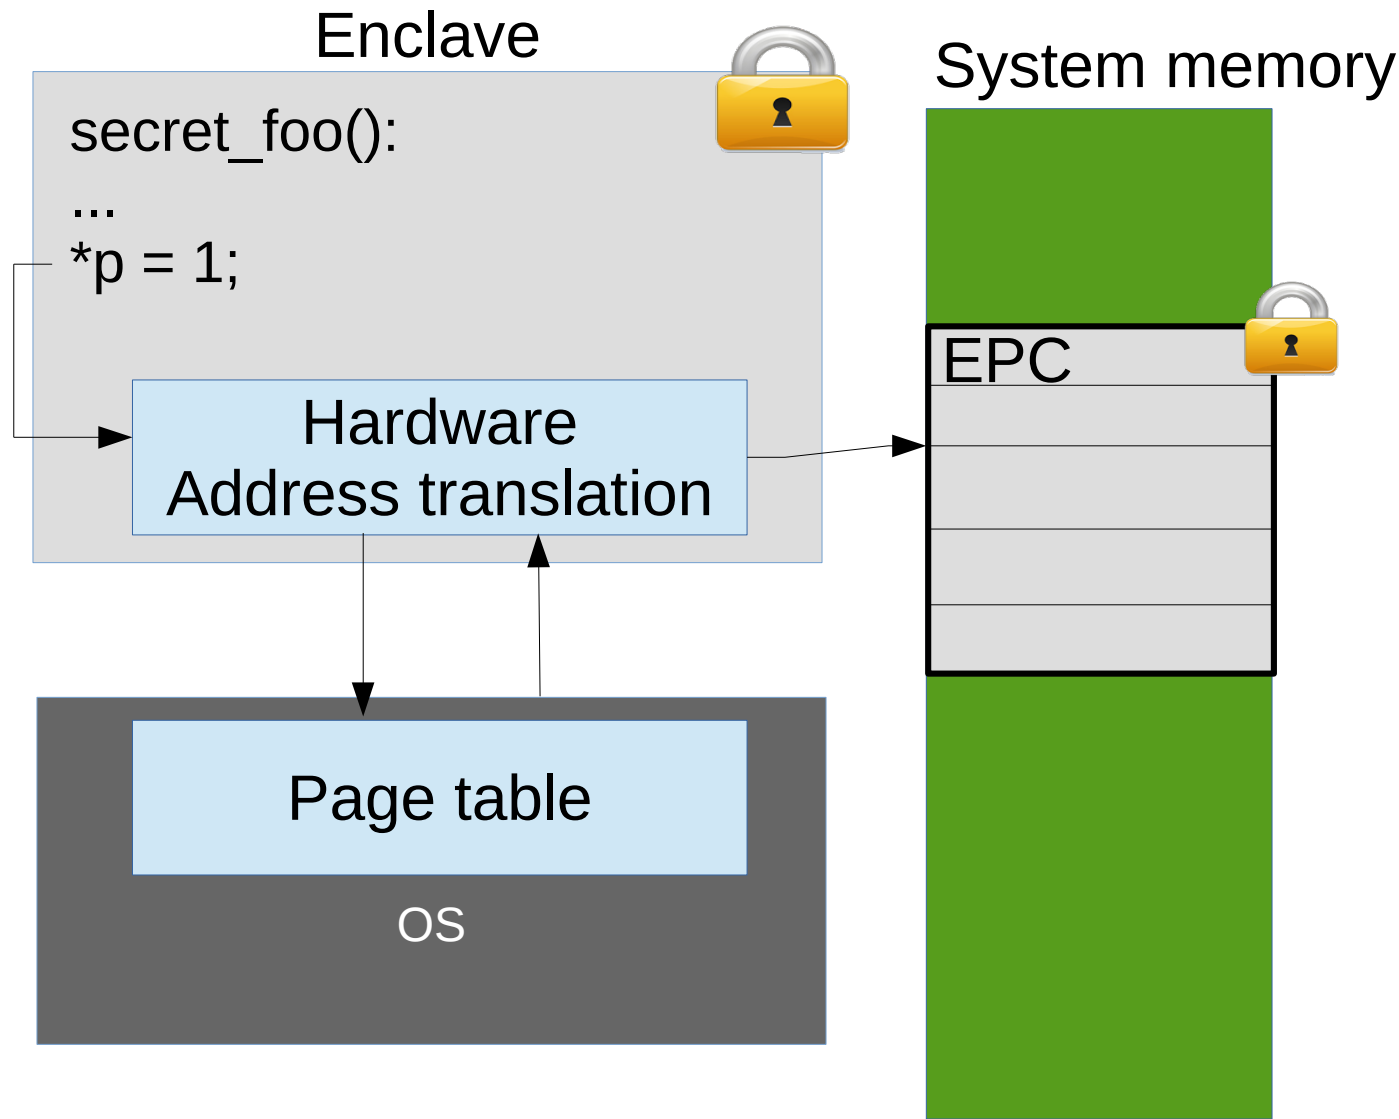 Enclave
System memory
secret_foo():
...
*p = 1;
EPC
Hardware
Address translation
Page table
OS